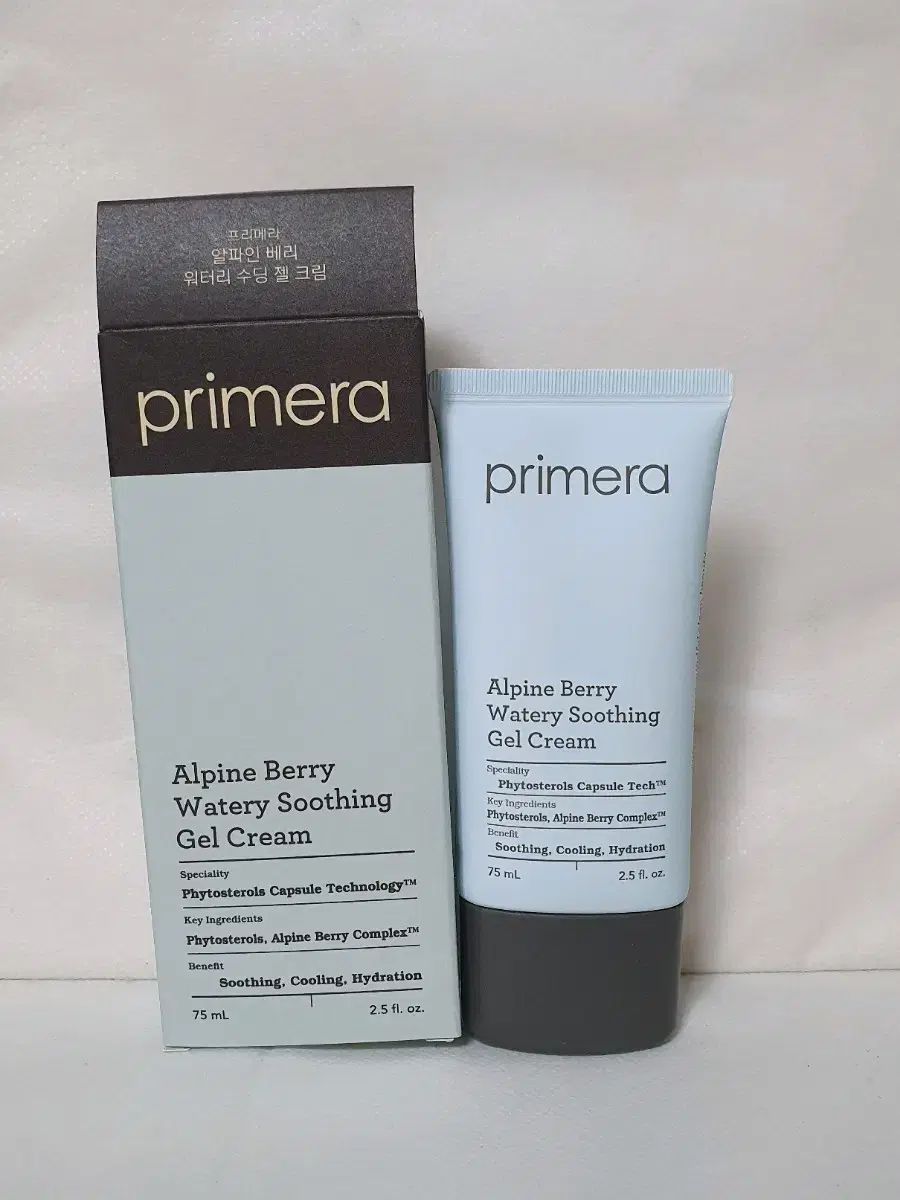 프리메라
알파인 베리
워터리 수딩 젤 크림
primera
Alpine Berry
Watery Soothing
Gel Cream
Speciality
Phytosterols Capsule Technology™
Key Ingredients
Phytosterols, Alpine Berry Complex™
Benefit
Soothing, Cooling, Hydration
75 mL 2.5 fl. oz.
primera
Alpine Berry
Watery Soothing
Gel Cream
Speciality
Phytosterols Capsule Tech™
Key Ingredients
Phytosterols, Alpine Berry Complex™
Benefit
Soothing, Cooling, Hydration
75 mL 2.5 fl. oz.